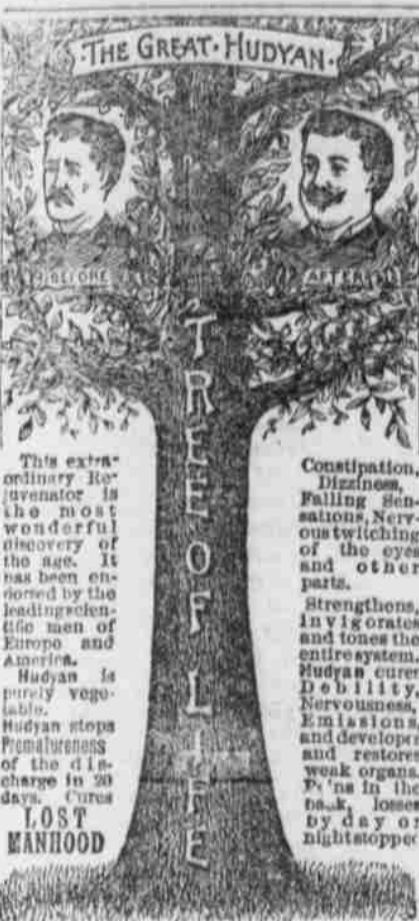 THE GREAT HUDYAN
BEFORE
AFTER
TREE OF LIFE
This extra-
ordinary Re-
juvenator is
the most
wonderful
discovery of
the age. It
has been en-
dorsed by the
leading scien-
tific men of
Europe and
America.
Hudyan is
purely vege-
table.
Hudyan stops
Prematureness
of the dis-
charge in 20
days. Cures
LOST
MANHOOD
Constipation,
Dizziness,
Falling Sen-
sations, Nerv-
ous twitching
of the eyes
and other
parts.
Strengthens,
invigorates
and tones the
entire system.
Hudyan cures
Debility,
Nervousness,
Emissions,
and develops
and restores
weak organs.
Pains in the
back, losses
by day or
night stopped